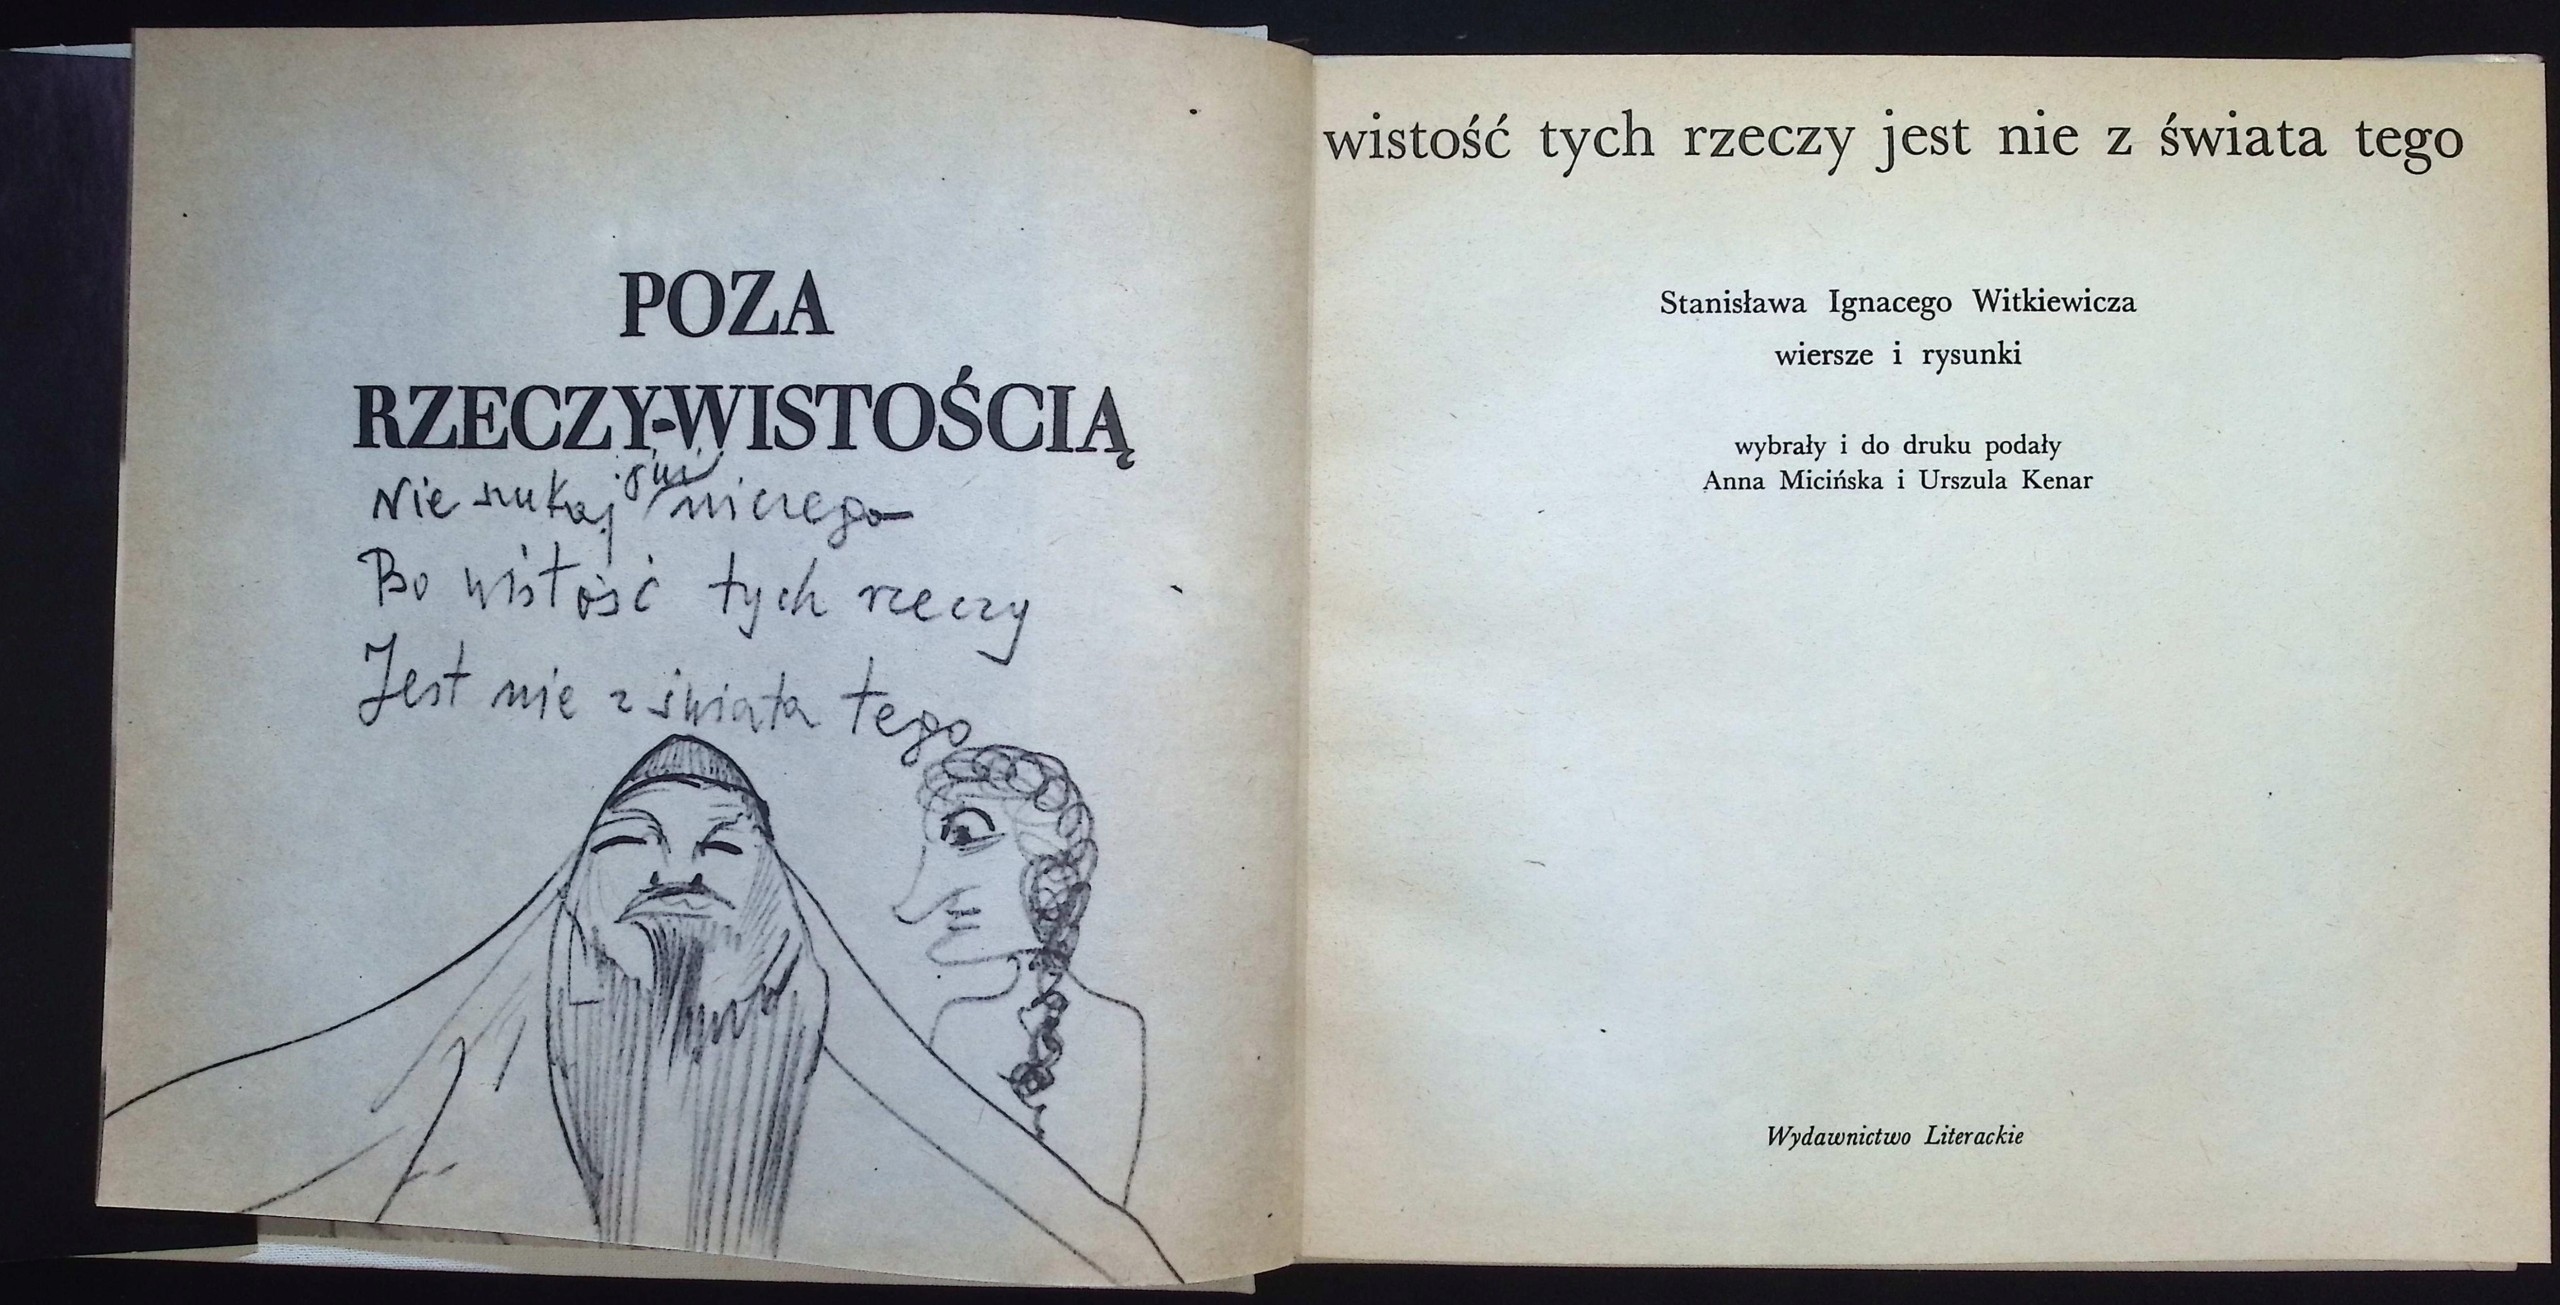 POZA
RZECZY-WISTOŚCIĄ
Nie szukaj już niczego
Bo wistość tych rzeczy
Jest nie z świata tego
wistość tych rzeczy jest nie z świata tego
Stanisława Ignacego Witkiewicza
wiersze i rysunki
wybrały i do druku podały
Anna Micińska i Urszula Kenar
Wydawnictwo Literackie